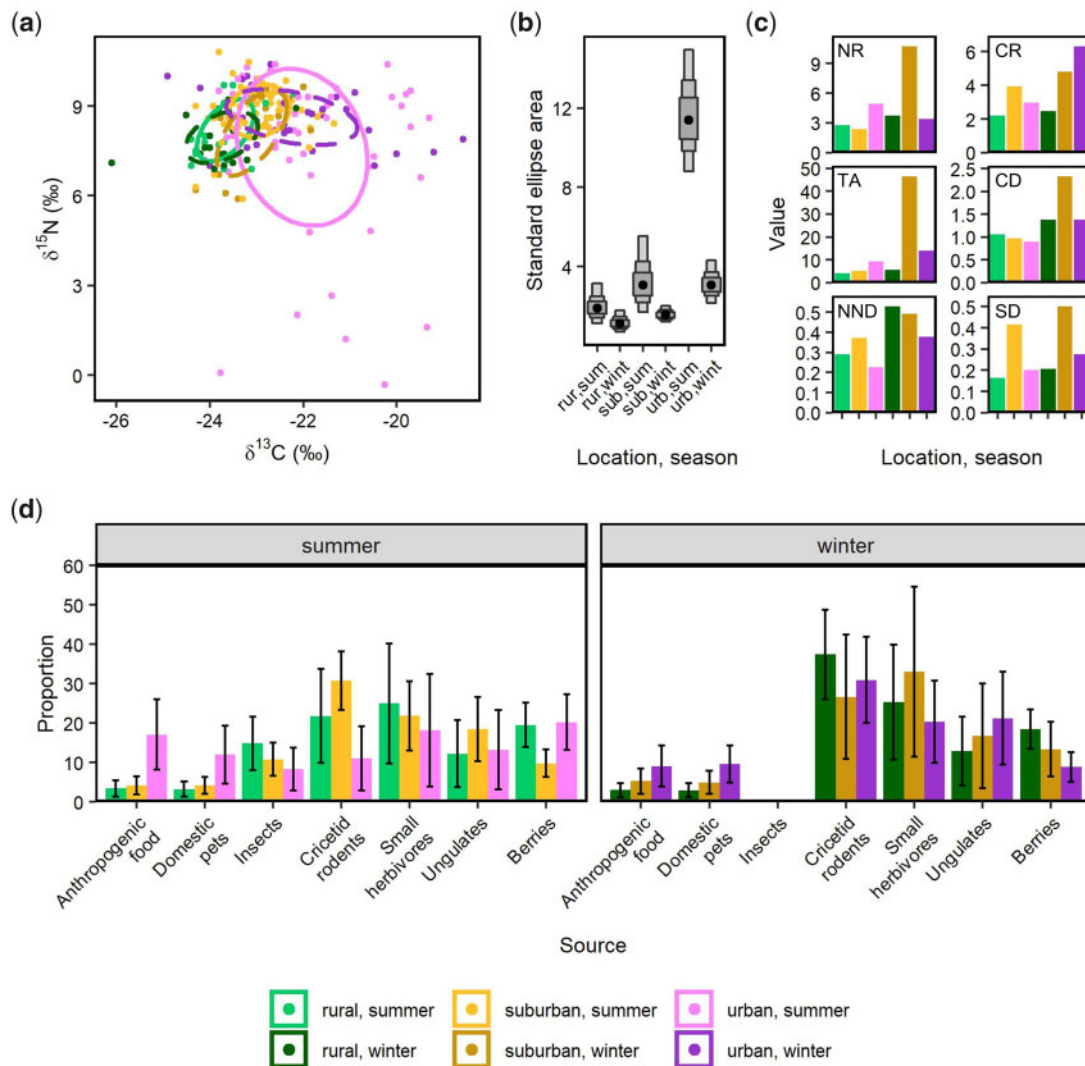 (a)
δ15N (‰)
9
6
3
0
-26
-24
-22
-20
δ13C (‰)
(b)
Standard ellipse area
12
8
4
rur,sum
rur,wint
sub,sum
sub,wint
urb,sum
urb,wint
Location, season
(c)
Value
NR
9
6
3
0
CR
6
4
2
0
TA
50
40
30
20
10
0
CD
2.5
2.0
1.5
1.0
0.5
0.0
NND
0.5
0.4
0.3
0.2
0.1
0.0
SD
0.5
0.4
0.3
0.2
0.1
0.0
Location, season
(d)
summer
winter
Proportion
60
50
40
30
20
10
0
Anthropogenic
food
Domestic
pets
Insects
Cricetid
rodents
Small
herbivores
Ungulates
Berries
Anthropogenic
food
Domestic
pets
Insects
Cricetid
rodents
Small
herbivores
Ungulates
Berries
Source
rural, summer
suburban, summer
urban, summer
rural, winter
suburban, winter
urban, winter